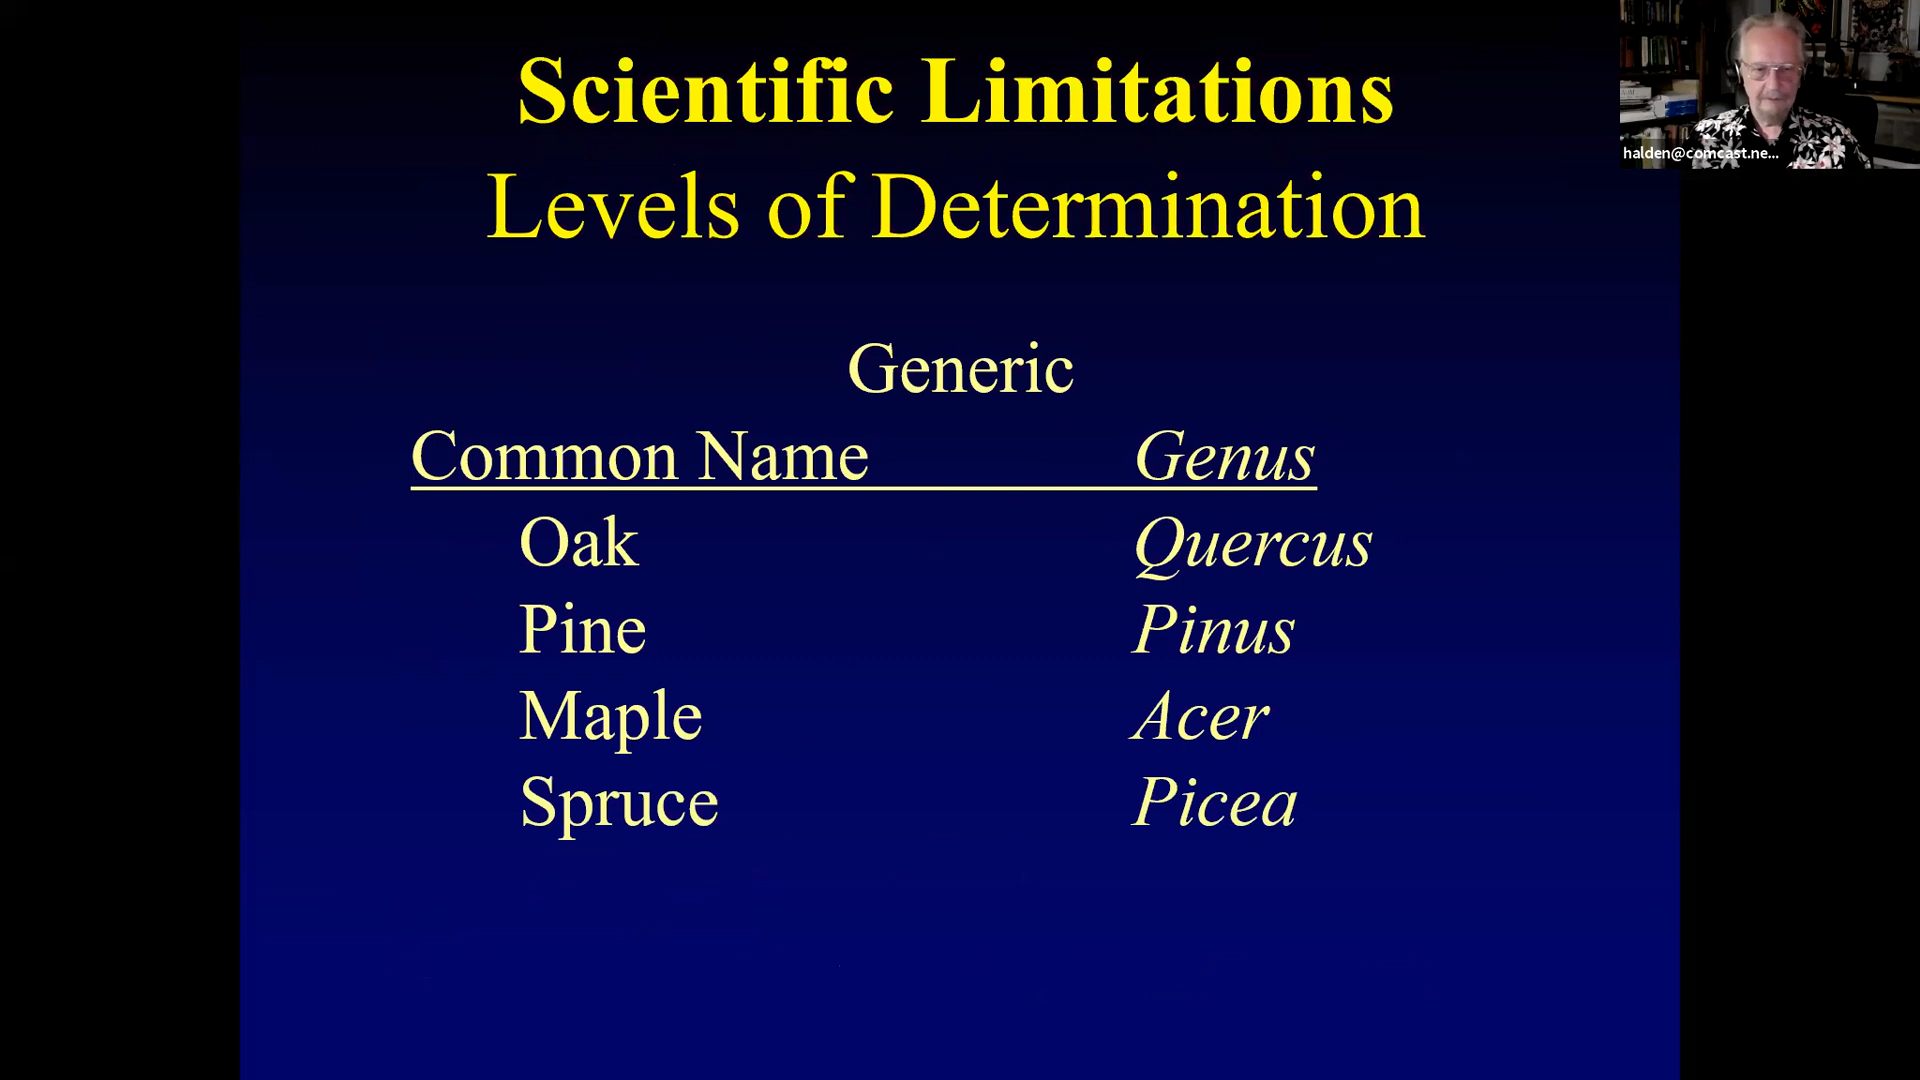 Scientific Limitations
Levels of Determination
Generic
Common Name Genus
Oak Quercus
Pine Pinus
Maple Acer
Spruce Picea
halden@comcast.ne...